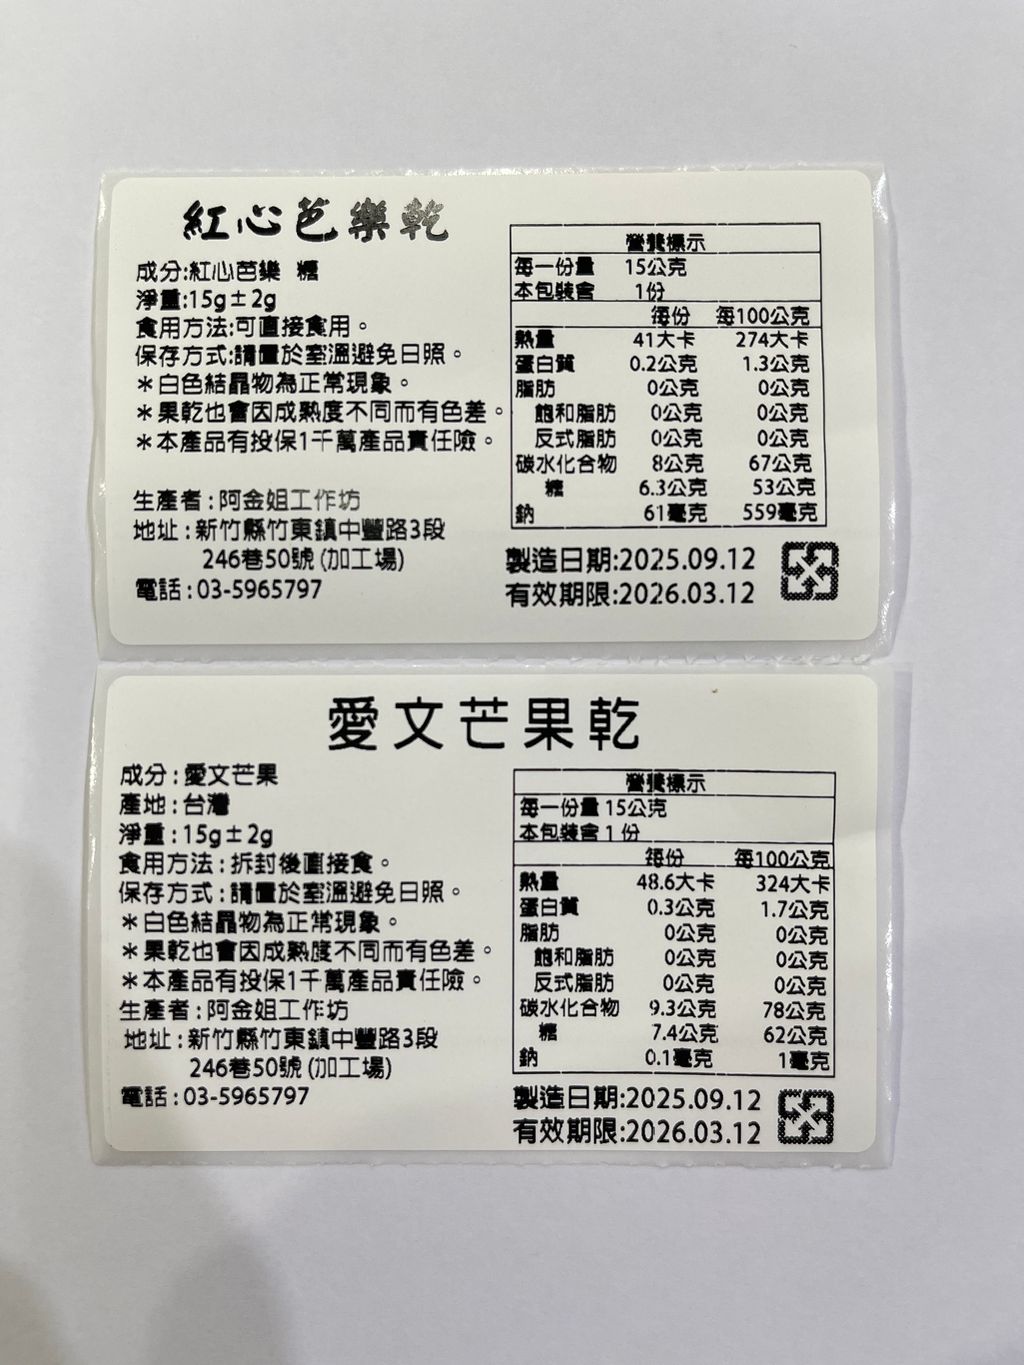 紅心芭樂乾
成分:紅心芭樂 糖
淨重:15g±2g
食用方法:可直接食用。
保存方式:請置於室溫避免日照。
＊白色結晶物為正常現象。
＊果乾也會因成熟度不同而有色差。
＊本產品有投保1千萬產品責任險。
生產者:阿金姐工作坊
地址:新竹縣竹東鎮中豐路3段
246巷50號(加工場)
電話:03-5965797
營養標示
每一份量 15公克
本包裝含 1份
每份 每100公克
熱量 41大卡 274大卡
蛋白質 0.2公克 1.3公克
脂肪 0公克 0公克
飽和脂肪 0公克 0公克
反式脂肪 0公克 0公克
碳水化合物 8公克 67公克
糖 6.3公克 53公克
鈉 61毫克 559毫克
製造日期:2025.09.12
有效期限:2026.03.12
愛文芒果乾
成分:愛文芒果
產地:台灣
淨重:15g±2g
食用方法:拆封後直接食。
保存方式:請置於室溫避免日照。
＊白色結晶物為正常現象。
＊果乾也會因成熟度不同而有色差。
＊本產品有投保1千萬產品責任險。
生產者:阿金姐工作坊
地址:新竹縣竹東鎮中豐路3段
246巷50號(加工場)
電話:03-5965797
營養標示
每一份量 15公克
本包裝含 1份
每份 每100公克
熱量 48.6大卡 324大卡
蛋白質 0.3公克 1.7公克
脂肪 0公克 0公克
飽和脂肪 0公克 0公克
反式脂肪 0公克 0公克
碳水化合物 9.3公克 78公克
糖 7.4公克 62公克
鈉 0.1毫克 1毫克
製造日期:2025.09.12
有效期限:2026.03.12